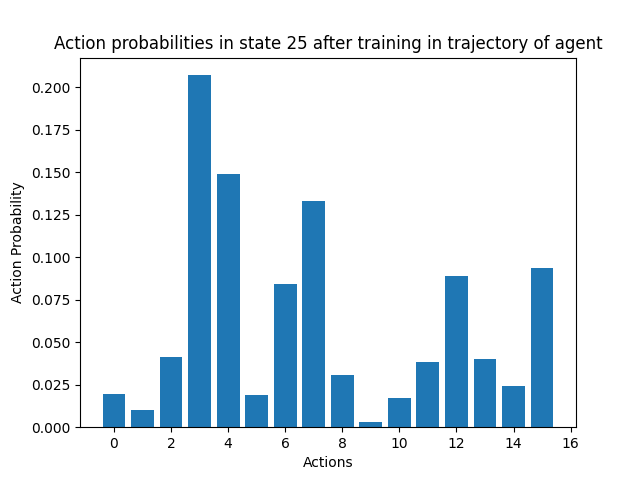 Action probabilities in state 25 after training in trajectory of agent
0.200
0.175
0.150
0.125
0.100
0.075
0.050
0.025
0.000
Action Probability
0 2 4 6 8 10 12 14 16
Actions